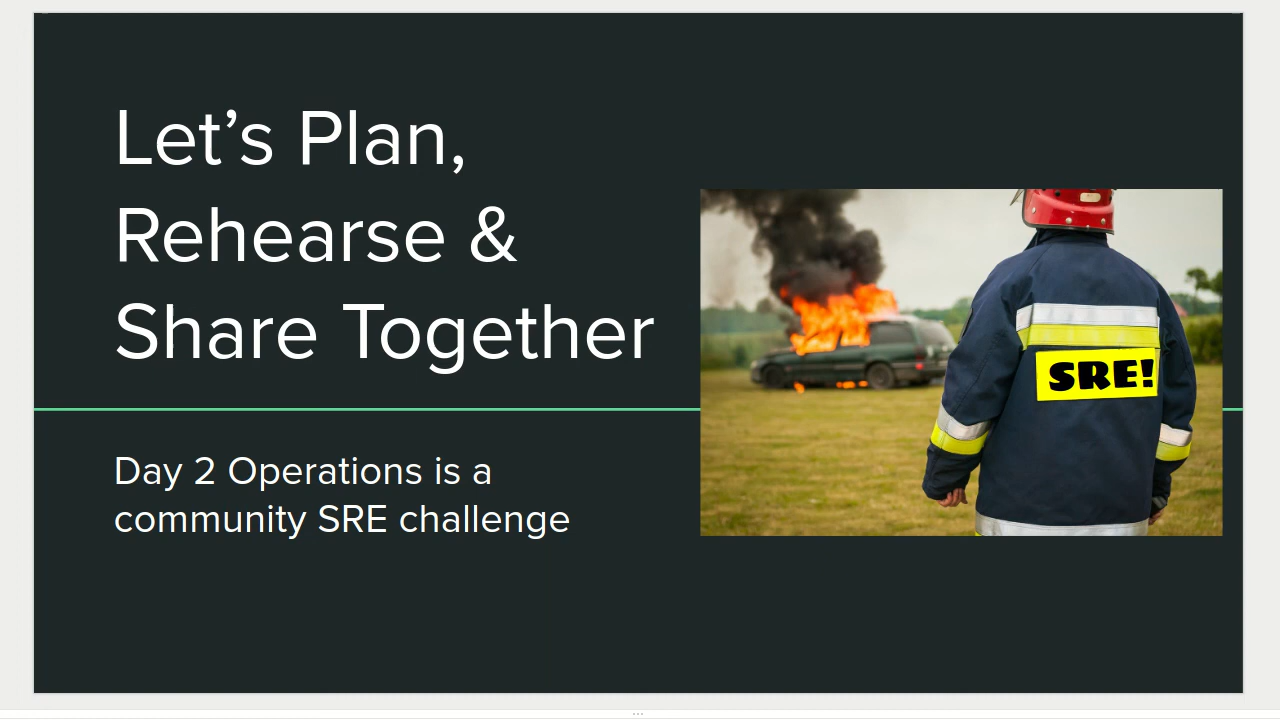 Let’s Plan,
Rehearse &
Share Together
SRE!
Day 2 Operations is a
community SRE challenge